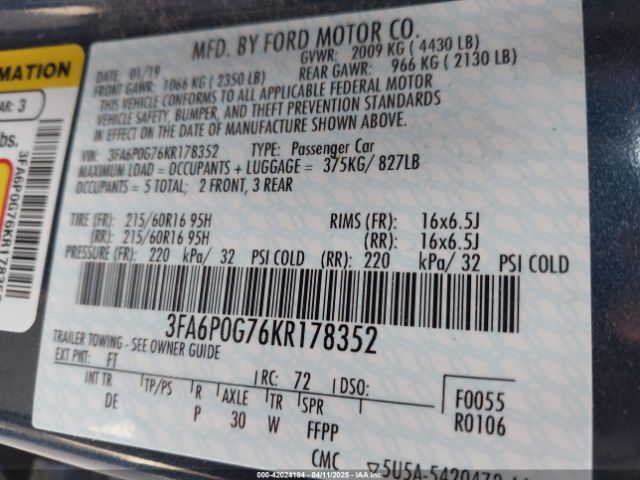 MFD. BY FORD MOTOR CO.
DATE: 01/19 GVWR: 2009 KG ( 4430 LB)
FRONT GAWR: 1066 KG ( 2350 LB) REAR GAWR: 966 KG ( 2130 LB)
THIS VEHICLE CONFORMS TO ALL APPLICABLE FEDERAL MOTOR
VEHICLE SAFETY, BUMPER, AND THEFT PREVENTION STANDARDS
IN EFFECT ON THE DATE OF MANUFACTURE SHOWN ABOVE.
VIN: 3FA6P0G76KR178352 TYPE: Passenger Car
MAXIMUM LOAD = OCCUPANTS + LUGGAGE = 375KG/ 827LB
OCCUPANTS = 5 TOTAL; 2 FRONT, 3 REAR
TIRE (FR): 215/60R16 95H RIMS (FR): 16x6.5J
(RR): 215/60R16 95H (RR): 16x6.5J
PRESSURE (FR): 220 kPa/ 32 PSI COLD (RR): 220 kPa/ 32 PSI COLD
3FA6P0G76KR178352
TRAILER TOWING - SEE OWNER GUIDE
EXT PNT: FT RC: 72 DSO:
INT TR TP/PS R AXLE TR SPR F0055
DE P 30 W FFPP R0106
CMC 5U5A-5420472
MATION
AR: 3
bs.
3FA6P0G76KR178352
000-42024184 - 04/11/2025 - IAAI.COM